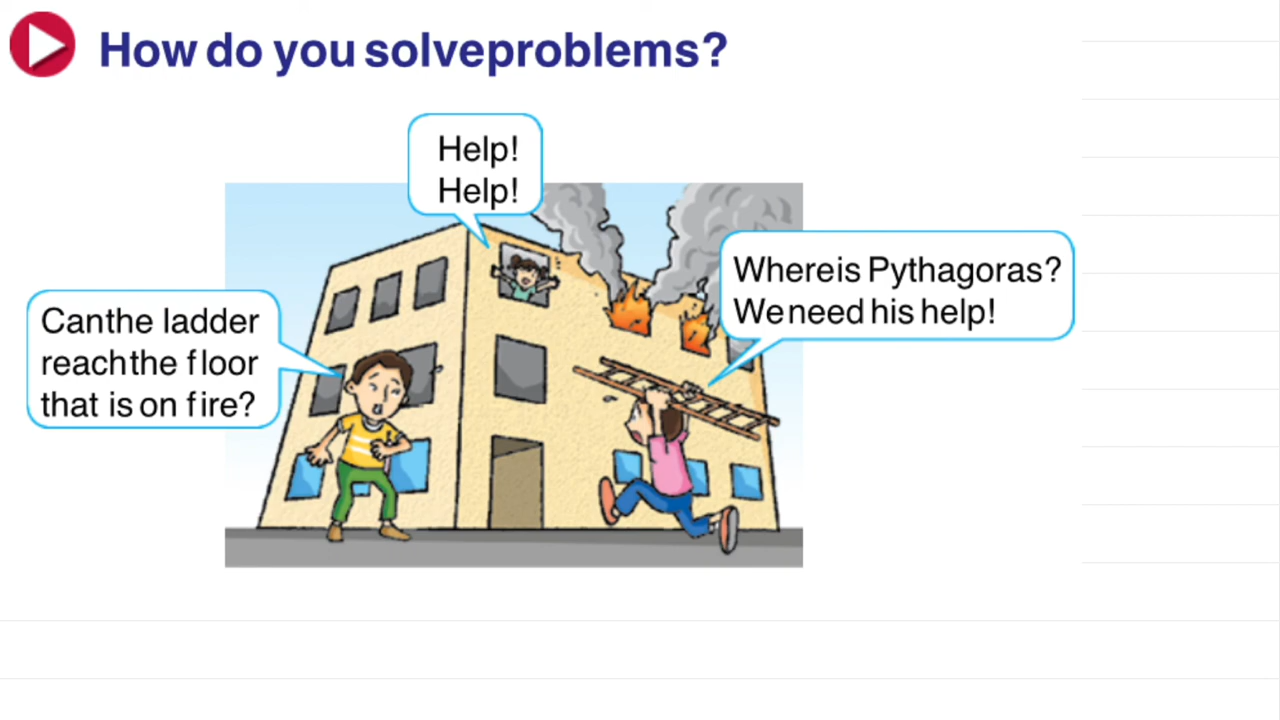 How do you solveproblems?
Help!
Help!
Whereis Pythagoras?
Weneed his help!
Canthe ladder
reachthe floor
that is on fire?